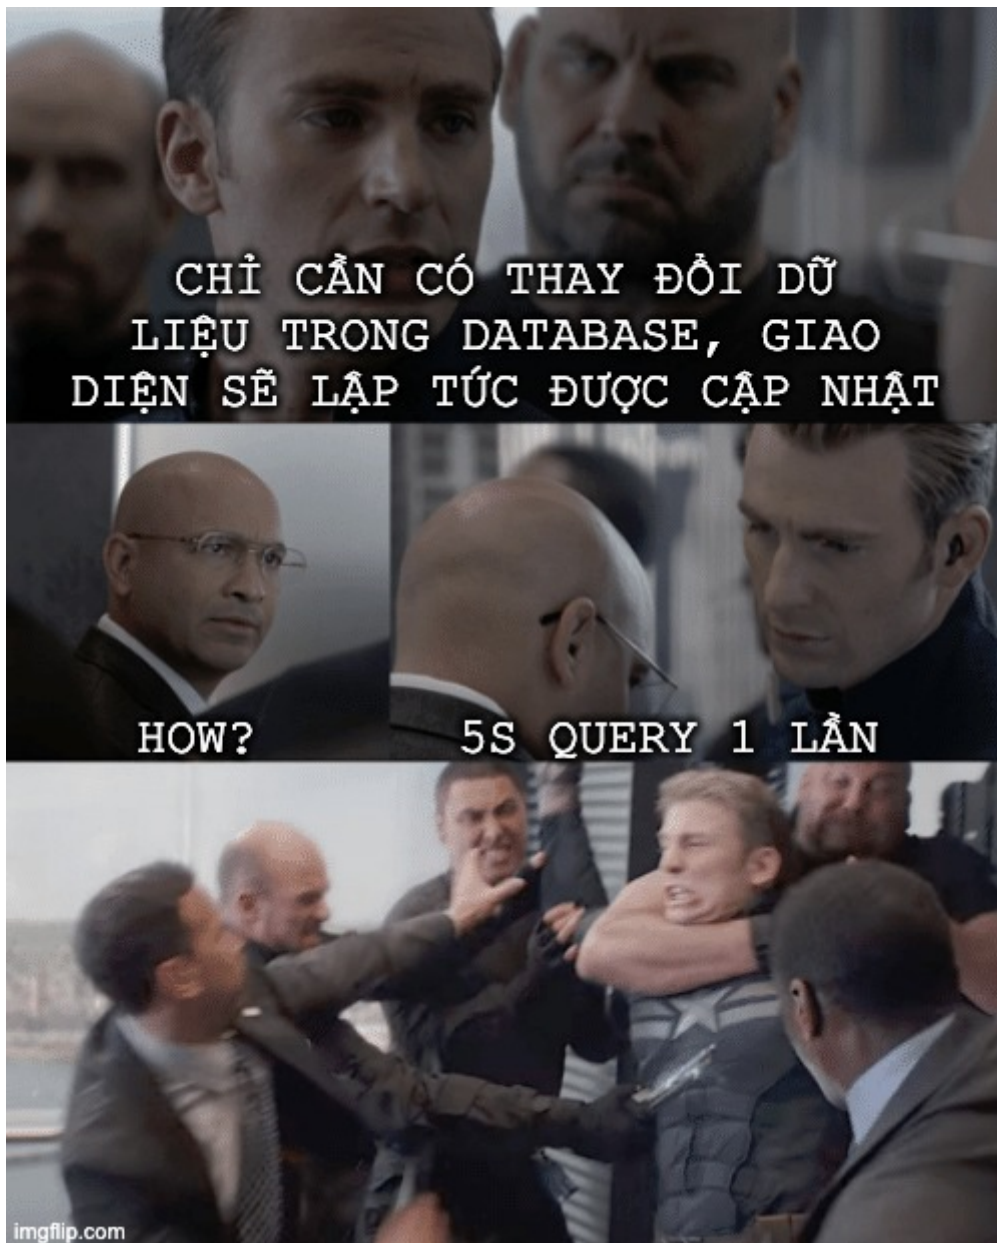 CHỈ CẦN CÓ THAY ĐỔI DỮ
LIỆU TRONG DATABASE, GIAO
DIỆN SẼ LẬP TỨC ĐƯỢC CẬP NHẬT
HOW?
5S QUERY 1 LẦN
imgflip.com